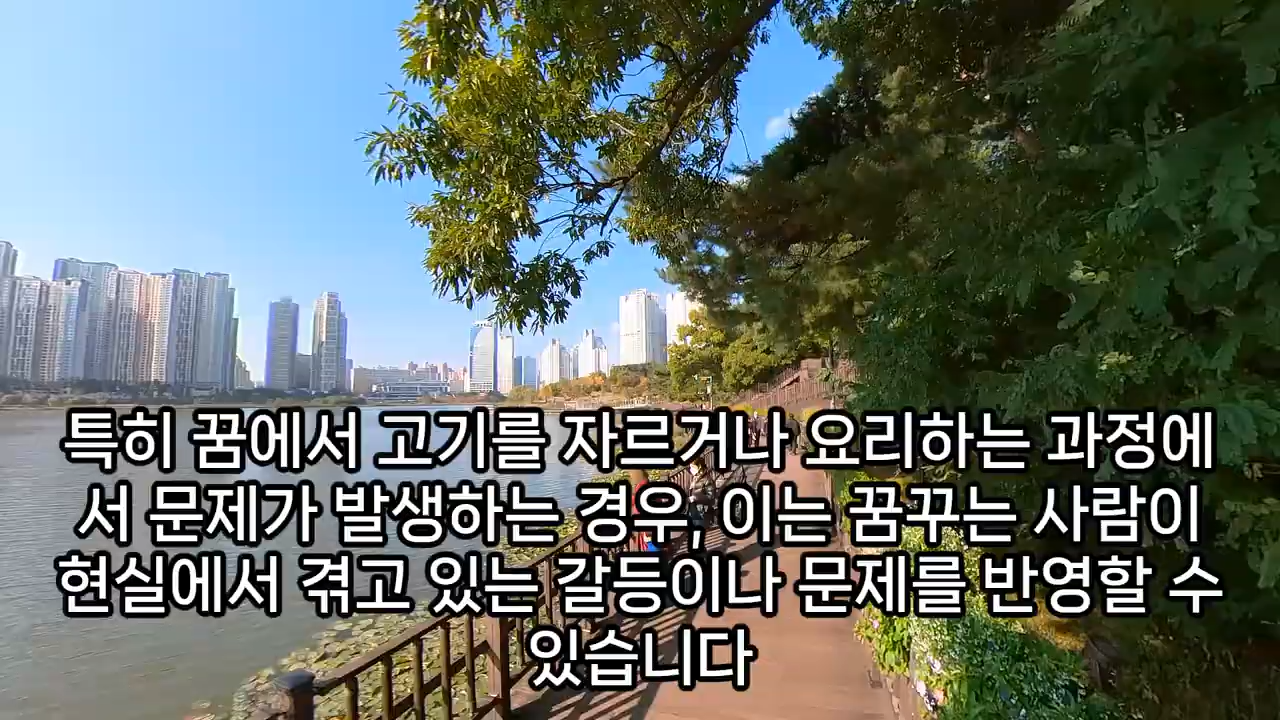 특히 꿈에서 고기를 자르거나 요리하는 과정에
서 문제가 발생하는 경우, 이는 꿈꾸는 사람이
현실에서 겪고 있는 갈등이나 문제를 반영할 수
있습니다